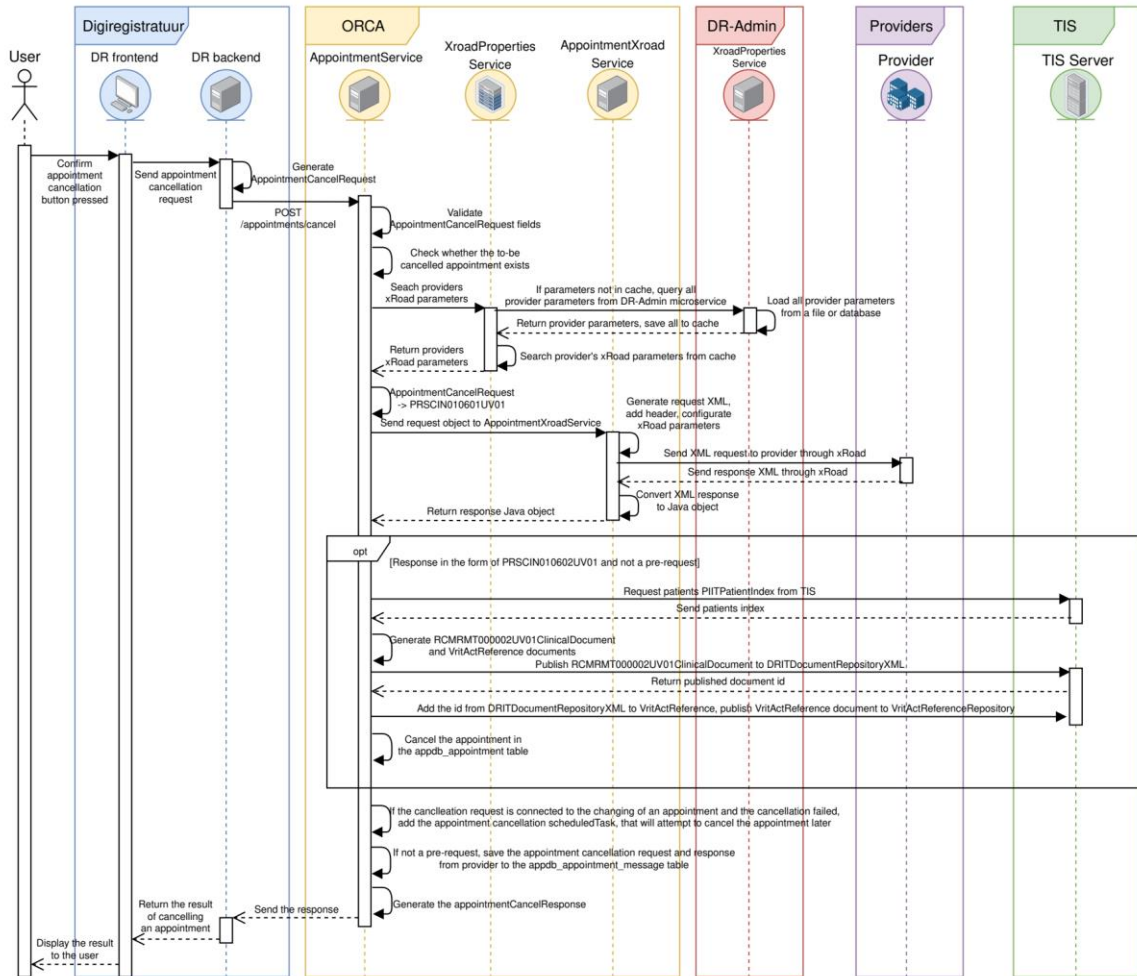 Digiregistratuur
ORCA
DR-Admin
Providers
TIS
User
DR frontend
DR backend
AppointmentService
XroadProperties
Service
AppointmentXroad
Service
XroadProperties
Service
Provider
TIS Server
Confirm
appointment
cancellation
button pressed
Send appointment
cancellation
request
Generate
AppointmentCancelRequest
POST
/appointments/cancel
Validate
AppointmentCancelRequest fields
Check whether the to-be
cancelled appointment exists
Seach providers
xRoad parameters
If parameters not in cache, query all
provider parameters from DR-Admin microservice
Load all provider parameters
from a file or database
Return provider parameters, save all to cache
Search provider's xRoad parameters from cache
Return providers
xRoad parameters
AppointmentCancelRequest
-> PRSCIN010601UV01
Send request object to AppointmentXroadService
Generate request XML,
add header, configurate
xRoad parameters
Send XML request to provider through xRoad
Send response XML through xRoad
Convert XML response
to Java object
Return response Java object
opt
[Response in the form of PRSCIN010602UV01 and not a pre-request]
Request patients PIITPatientIndex from TIS
Send patients index
Generate RCMRMT000002UV01ClinicalDocument
and VritActReference documents
Publish RCMRMT000002UV01ClinicalDocument to DRITDocumentRepositoryXML
Return published document id
Add the id from DRITDocumentRepositoryXML to VritActReference, publish VritActReference document to VritActReferenceRepository
Cancel the appointment in
the appdb_appointment table
If the canclleation request is connected to the changing of an appointment and the cancellation failed,
add the appointment cancellation scheduledTask, that will attempt to cancel the appointment later
If not a pre-request, save the appointment cancellation request and response
from provider to the appdb_appointment_message table
Generate the appointmentCancelResponse
Send the response
Return the result
of cancelling
an appointment
Display the result
to the user